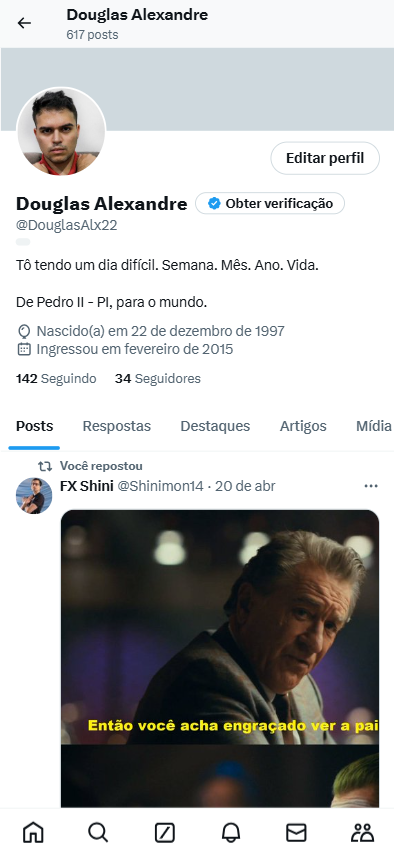 Douglas Alexandre
617 posts
Editar perfil
Douglas Alexandre Obter verificação
@DouglasAlx22
Tô tendo um dia difícil. Semana. Mês. Ano. Vida.
De Pedro II - PI, para o mundo.
Nascido(a) em 22 de dezembro de 1997
Ingressou em fevereiro de 2015
142 Seguindo 34 Seguidores
Posts Respostas Destaques Artigos Mídia
Você repostou
FX Shini @Shinimon14 · 20 de abr
Então você acha engraçado ver a pai